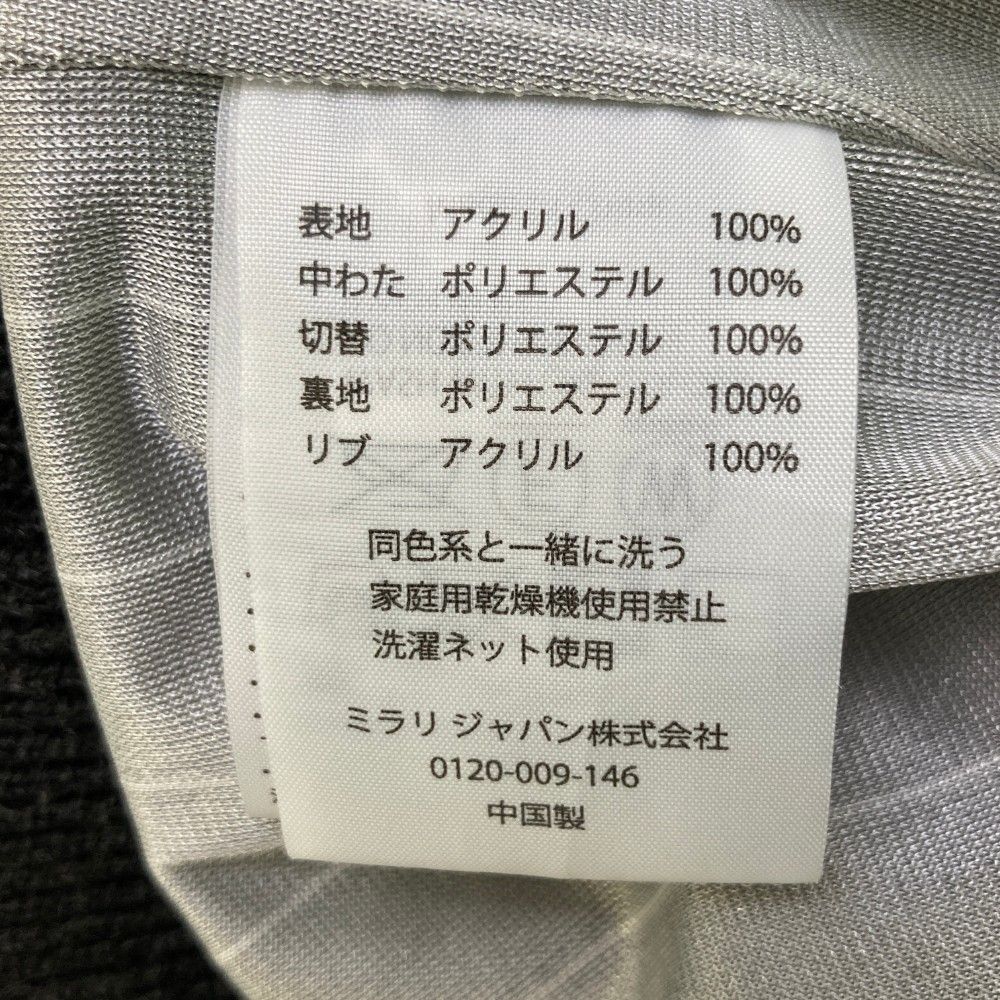 表地 アクリル 100%
中わた ポリエステル 100%
切替 ポリエステル 100%
裏地 ポリエステル 100%
リブ アクリル 100%
同色系と一緒に洗う
家庭用乾燥機使用禁止
洗濯ネット使用
ミラリ ジャパン株式会社
0120-009-146
中国製